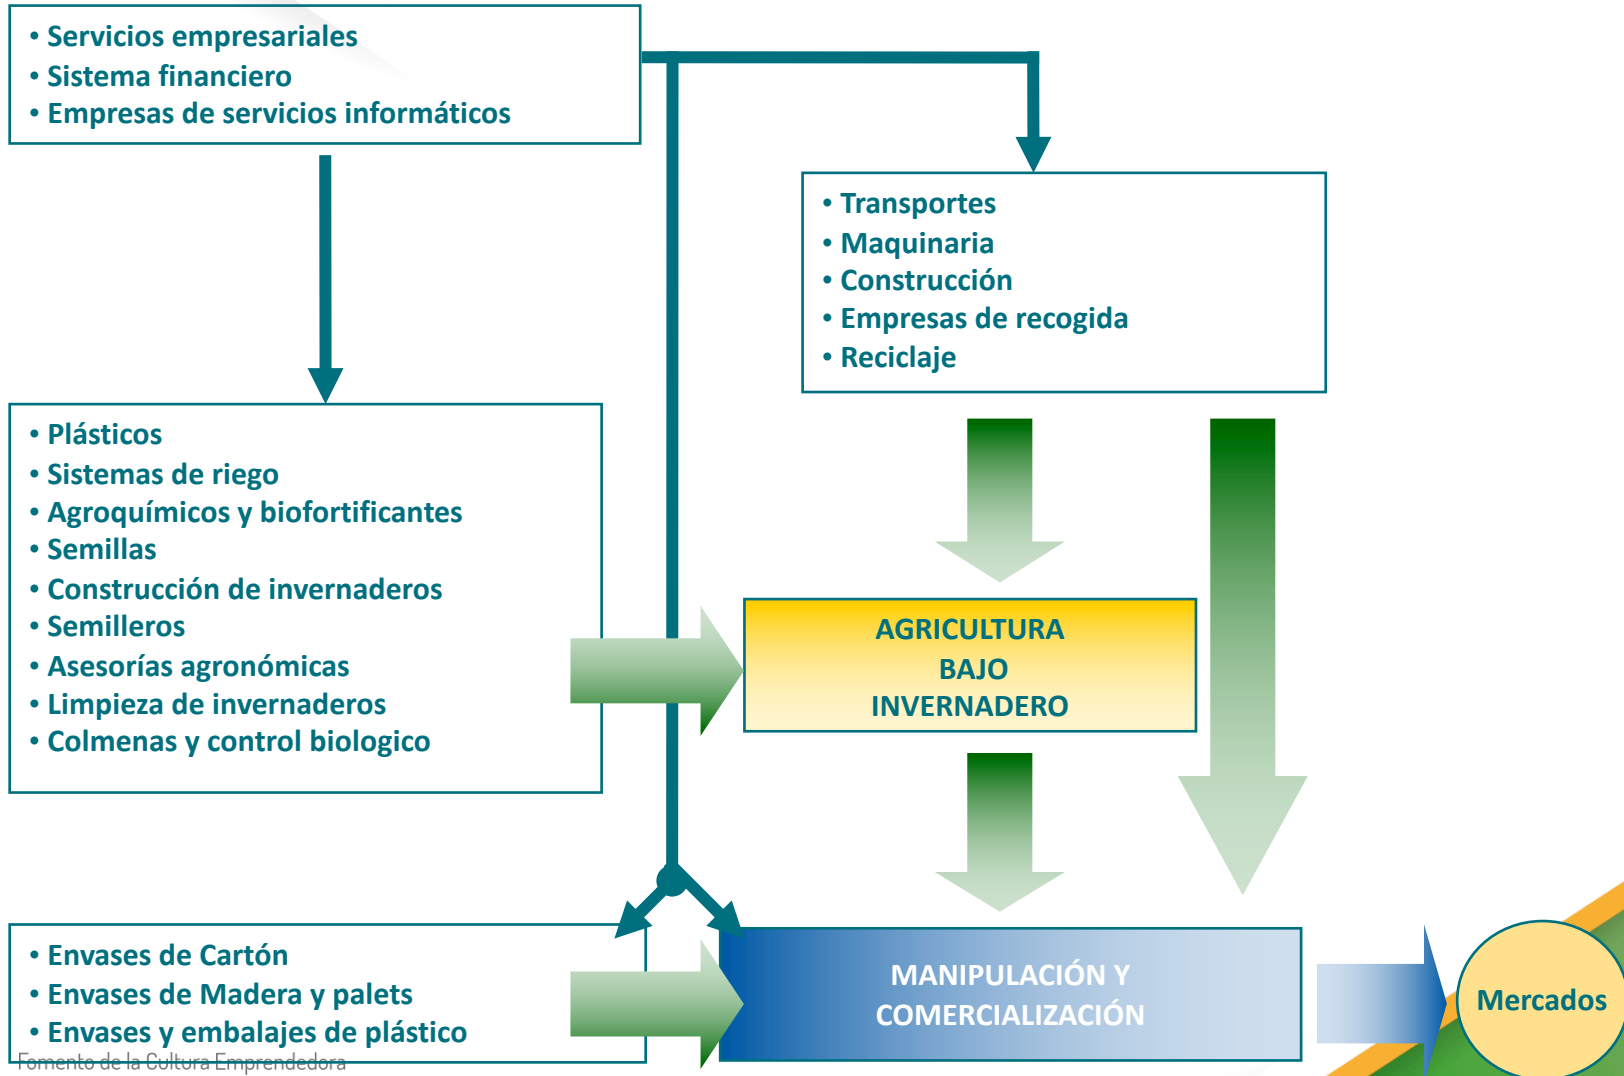 • Servicios empresariales
• Sistema financiero
• Empresas de servicios informáticos
• Transportes
• Maquinaria
• Construcción
• Empresas de recogida
• Reciclaje
• Plásticos
• Sistemas de riego
• Agroquímicos y biofortificantes
• Semillas
• Construcción de invernaderos
• Semilleros
• Asesorías agronómicas
• Limpieza de invernaderos
• Colmenas y control biologico
AGRICULTURA
BAJO
INVERNADERO
• Envases de Cartón
• Envases de Madera y palets
• Envases y embalajes de plástico
MANIPULACIÓN Y
COMERCIALIZACIÓN
Mercados
Fomento de la Cultura Emprendedora